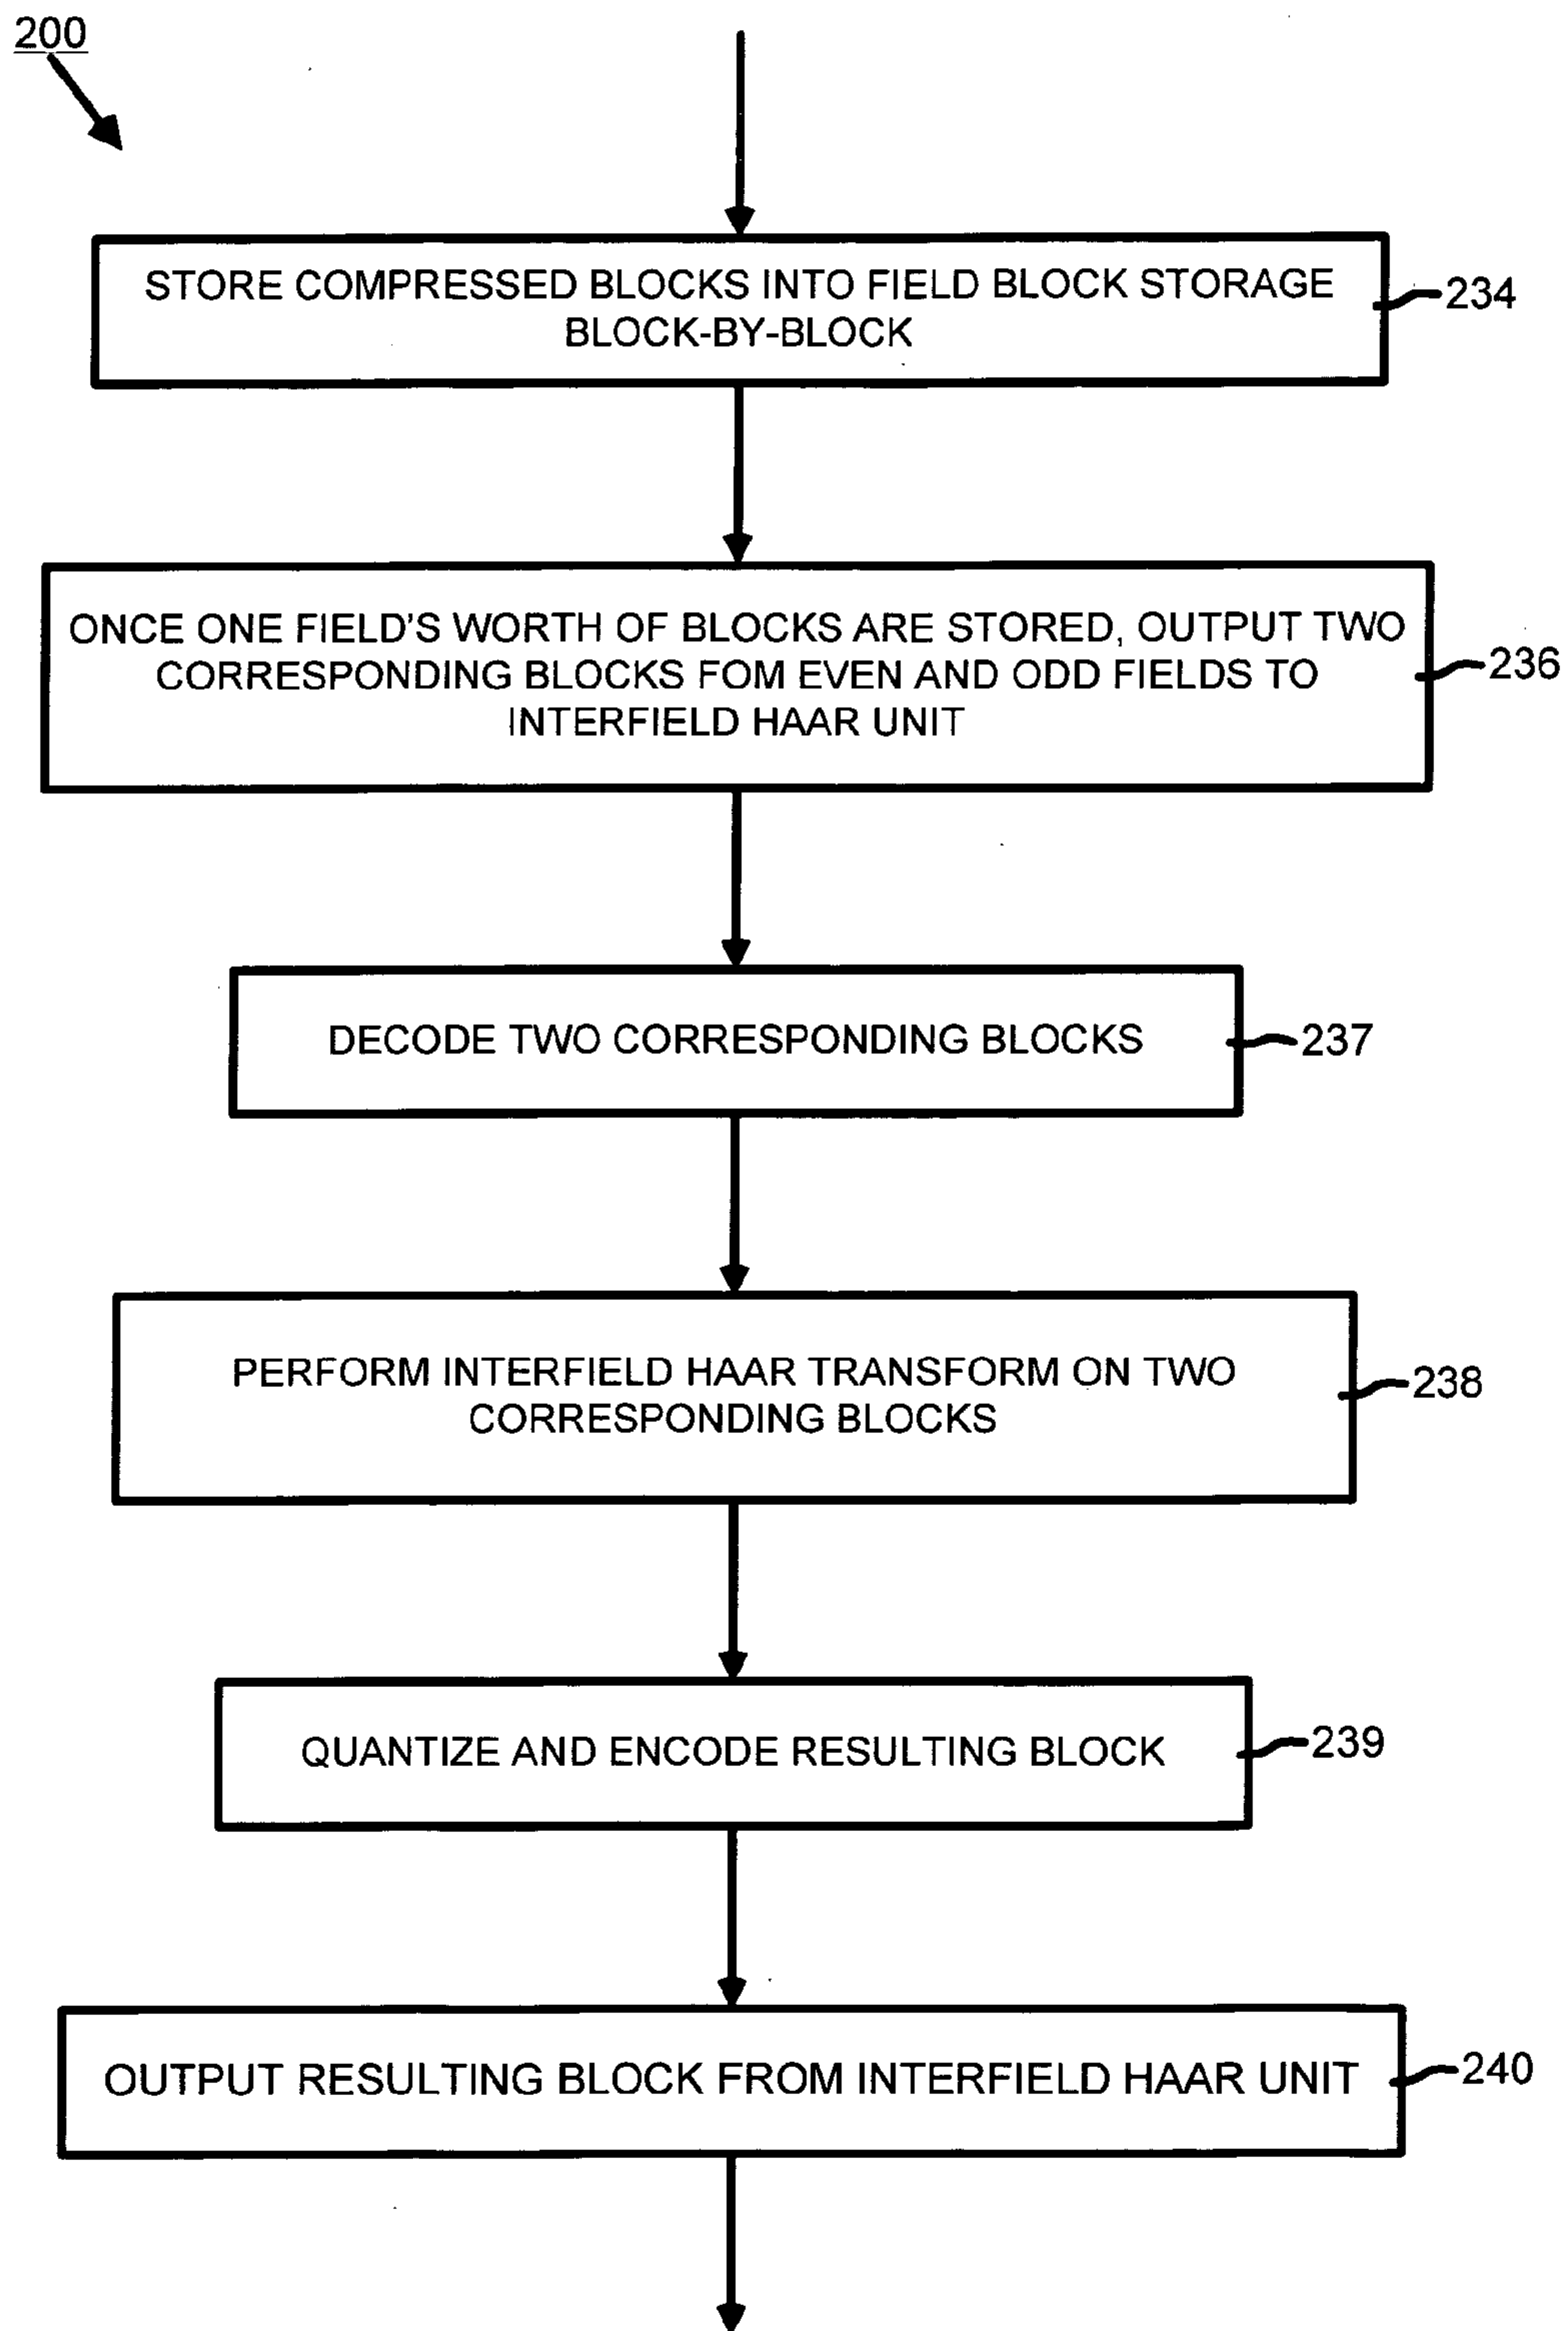 200
STORE COMPRESSED BLOCKS INTO FIELD BLOCK STORAGE
BLOCK-BY-BLOCK
234
ONCE ONE FIELD'S WORTH OF BLOCKS ARE STORED, OUTPUT TWO
CORRESPONDING BLOCKS FOM EVEN AND ODD FIELDS TO
INTERFIELD HAAR UNIT
236
DECODE TWO CORRESPONDING BLOCKS
237
PERFORM INTERFIELD HAAR TRANSFORM ON TWO
CORRESPONDING BLOCKS
238
QUANTIZE AND ENCODE RESULTING BLOCK
239
OUTPUT RESULTING BLOCK FROM INTERFIELD HAAR UNIT
240